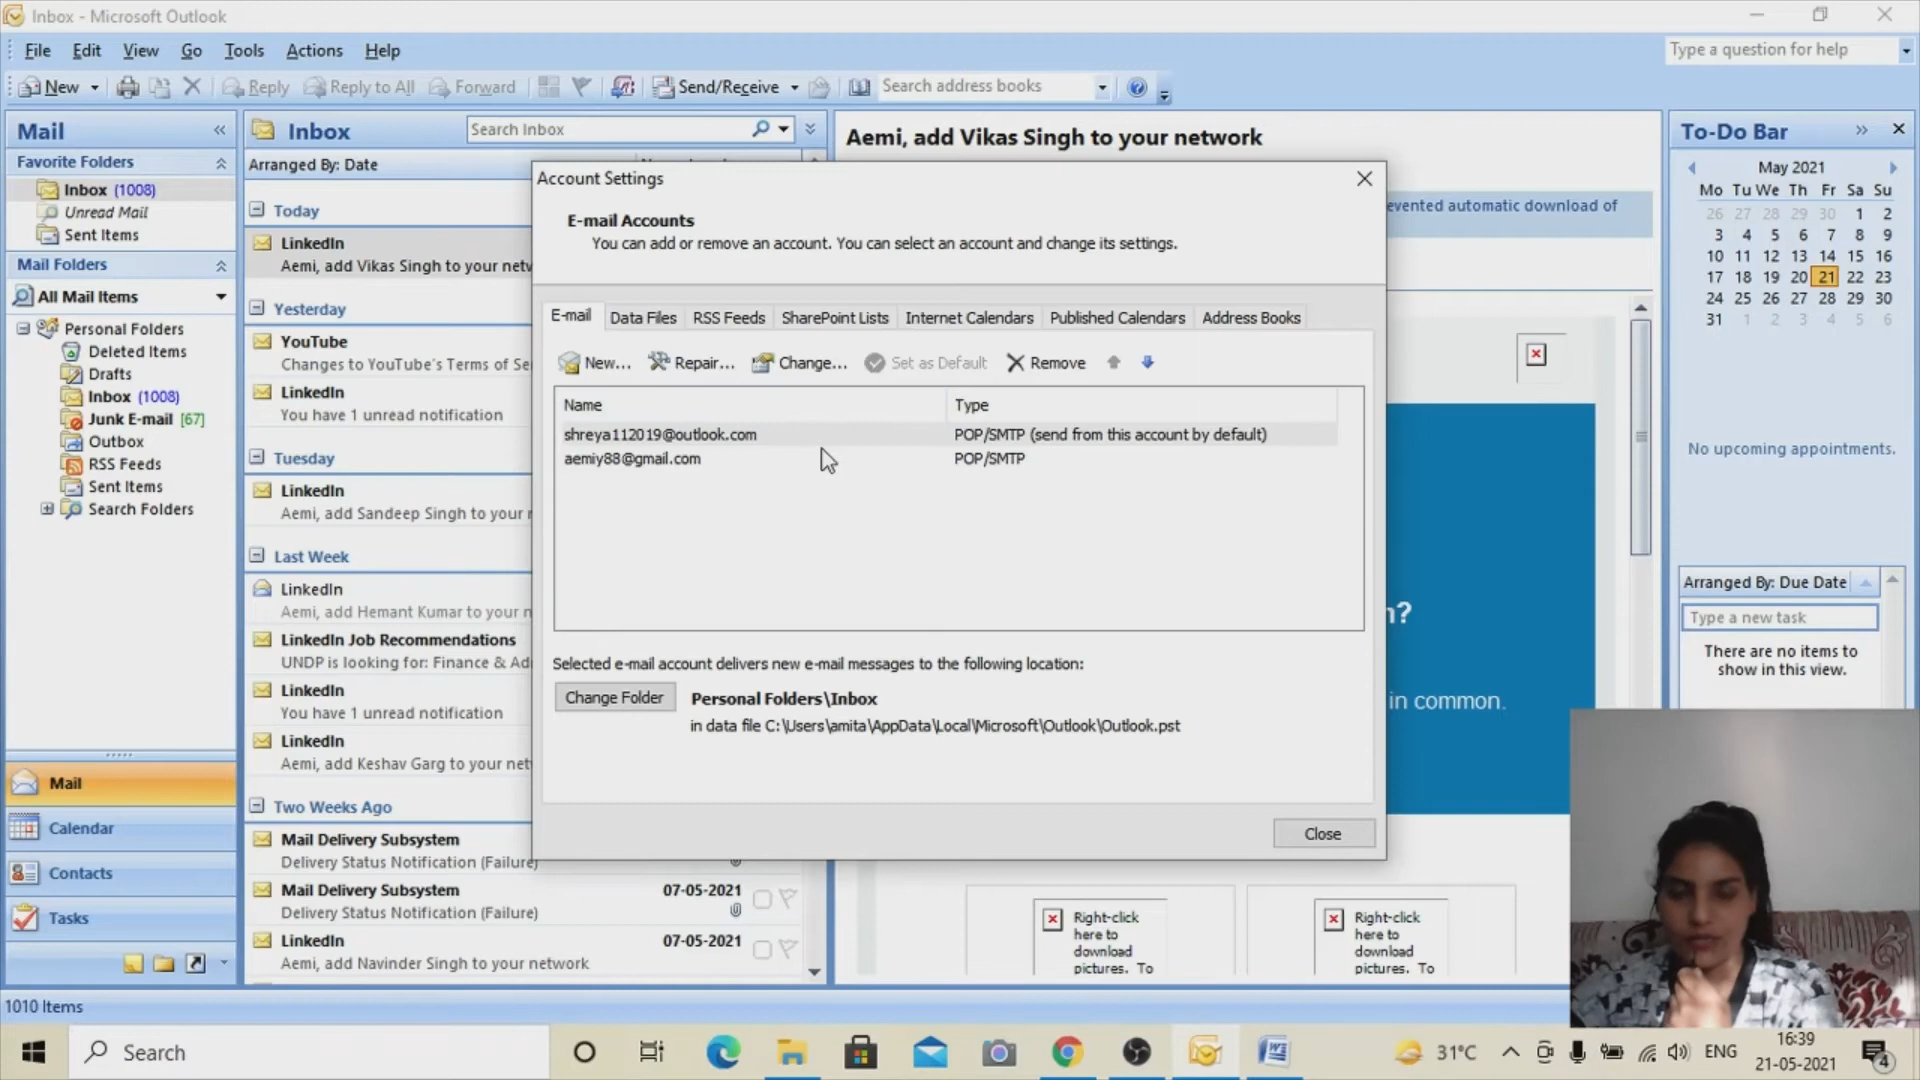 Inbox - Microsoft Outlook
File Edit View Go Tools Actions Help
Type a question for help
New Reply Reply to All Forward Send/Receive Search address books
Mail
Favorite Folders
Inbox (1008)
Unread Mail
Sent Items
Mail Folders
All Mail Items
Personal Folders
Deleted Items
Drafts
Inbox (1008)
Junk E-mail [67]
Outbox
RSS Feeds
Sent Items
Search Folders
Mail
Calendar
Contacts
Tasks
Inbox
Search Inbox
Arranged By: Date
Today
LinkedIn
Aemi, add Vikas Singh to your netw
Yesterday
YouTube
Changes to YouTube's Terms of Se
LinkedIn
You have 1 unread notification
Tuesday
LinkedIn
Aemi, add Sandeep Singh to your n
Last Week
LinkedIn
Aemi, add Hemant Kumar to your n
LinkedIn Job Recommendations
UNDP is looking for: Finance & Adi
LinkedIn
You have 1 unread notification
LinkedIn
Aemi, add Keshav Garg to your net
Two Weeks Ago
Mail Delivery Subsystem
Delivery Status Notification (Failure)
Mail Delivery Subsystem 07-05-2021
Delivery Status Notification (Failure)
LinkedIn 07-05-2021
Aemi, add Navinder Singh to your network
Aemi, add Vikas Singh to your network
evented automatic download of
?
in common.
Right-click
here to
download
pictures. To
Right-click
here to
download
pictures. To
Account Settings
E-mail Accounts
You can add or remove an account. You can select an account and change its settings.
E-mail Data Files RSS Feeds SharePoint Lists Internet Calendars Published Calendars Address Books
New... Repair... Change... Set as Default Remove
Name Type
shreya112019@outlook.com POP/SMTP (send from this account by default)
aemiy88@gmail.com POP/SMTP
Selected e-mail account delivers new e-mail messages to the following location:
Change Folder Personal Folders\Inbox
in data file C:\Users\amita\AppData\Local\Microsoft\Outlook\Outlook.pst
Close
To-Do Bar
May 2021
Mo Tu We Th Fr Sa Su
26 27 28 29 30 1 2
3 4 5 6 7 8 9
10 11 12 13 14 15 16
17 18 19 20 21 22 23
24 25 26 27 28 29 30
31 1 2 3 4 5 6
No upcoming appointments.
Arranged By: Due Date
Type a new task
There are no items to
show in this view.
1010 Items
Search
31°C ENG
16:39
21-05-2021
4